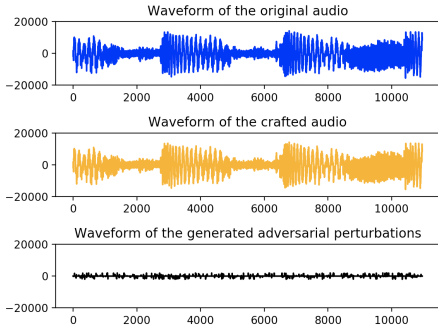 Waveform of the original audio
20000
0
−20000
0 2000 4000 6000 8000 10000
Waveform of the crafted audio
20000
0
−20000
0 2000 4000 6000 8000 10000
Waveform of the generated adversarial perturbations
20000
0
−20000
0 2000 4000 6000 8000 10000